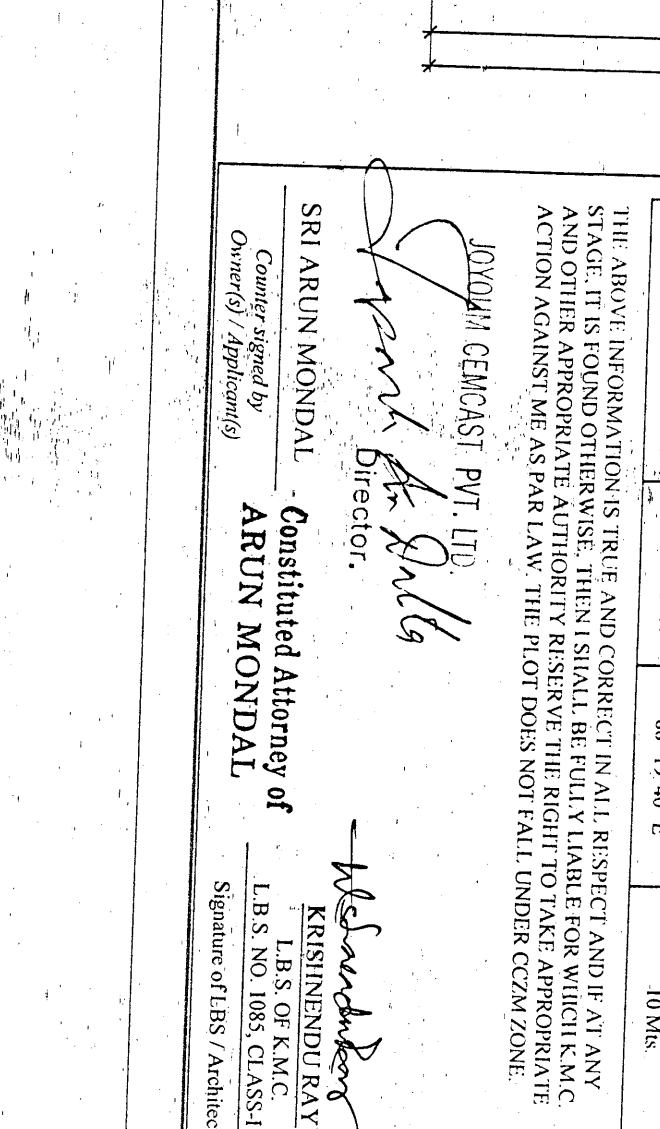 88° 19' 40" E
-10 Mts.
THE ABOVE INFORMATION IS TRUE AND CORRECT IN ALL RESPECT AND IF AT ANY
STAGE, IT IS FOUND OTHERWISE, THEN I SHALL BE FULLY LIABLE FOR WHICH K.M.C.
AND OTHER APPROPRIATE AUTHORITY RESERVE THE RIGHT TO TAKE APPROPRIATE
ACTION AGAINST ME AS PAR LAW. THE PLOT DOES NOT FALL UNDER CCZM ZONE.
JOYOUM CEMCAST PVT. LTD.
Director.
SRI ARUN MONDAL
Counter signed by
Owner(s) / Applicant(s)
Constituted Attorney of
ARUN MONDAL
KRISHNENDU RAY
L.B.S. OF K.M.C.
L.B.S. NO. 1085, CLASS-I
Signature of LBS / Architec